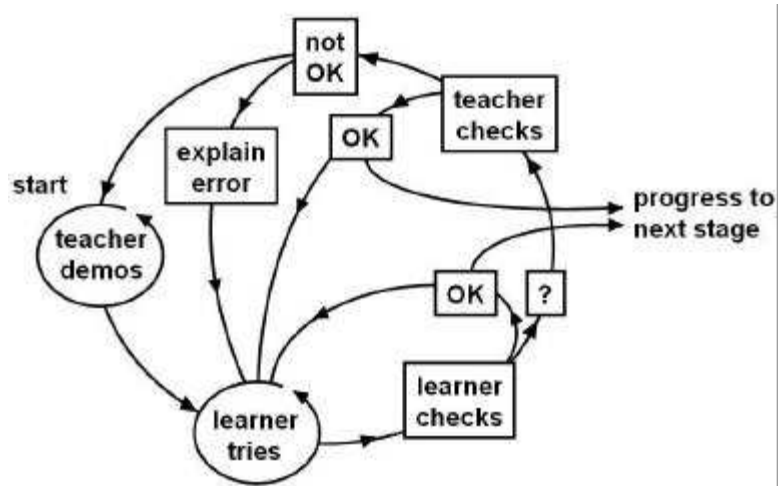 not
OK
teacher
checks
OK
explain
error
start
progress to
next stage
teacher
demos
OK
?
learner
checks
learner
tries